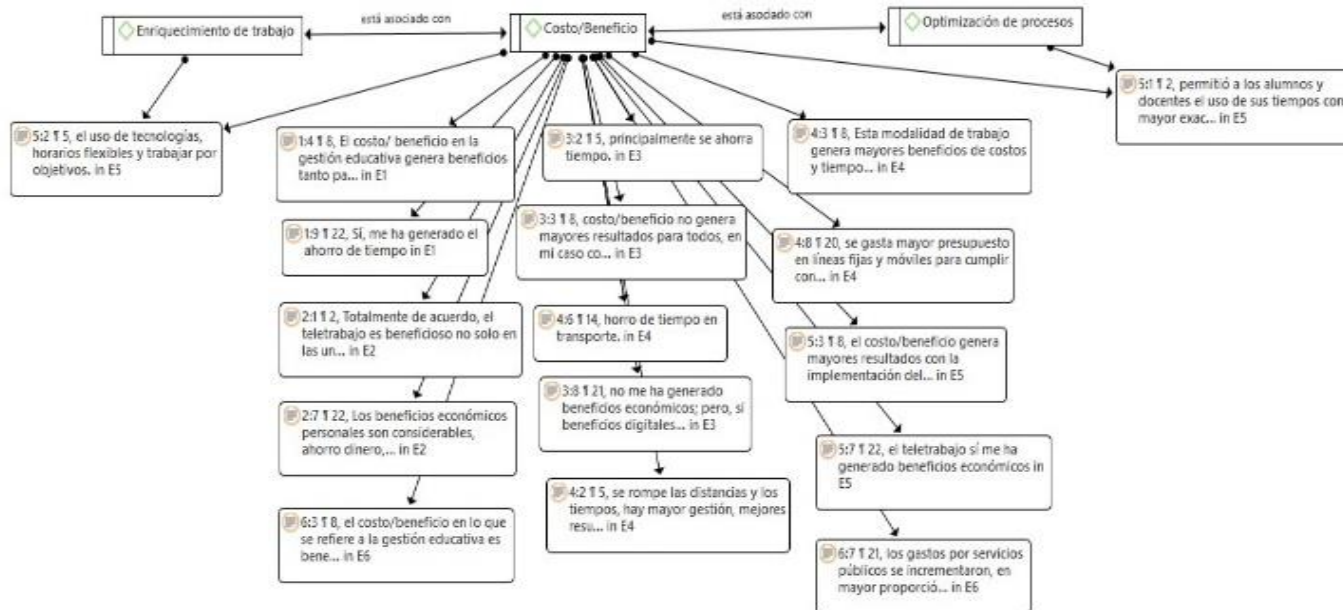 está asociado con
está asociado con
Enriquecimiento de trabajo
Costo/Beneficio
Optimización de procesos
5:2 ¶ 5, el uso de tecnologías,
horarios flexibles y trabajar por
objetivos. in E5
1:4 ¶ 8, El costo/ beneficio en la
gestión educativa genera beneficios
tanto pa... in E1
3:2 ¶ 5, principalmente se ahorra
tiempo. in E3
4:3 ¶ 8, Esta modalidad de trabajo
genera mayores beneficios de costos
y tiempo... in E4
5:1 ¶ 2, permitió a los alumnos y
docentes el uso de sus tiempos con
mayor exac... in E5
1:9 ¶ 22, Sí, me ha generado el
ahorro de tiempo in E1
3:3 ¶ 8, costo/beneficio no genera
mayores resultados para todos, en
mi caso co... in E3
4:8 ¶ 20, se gasta mayor presupuesto
en líneas fijas y móviles para cumplir
con... in E4
2:1 ¶ 2, Totalmente de acuerdo, el
teletrabajo es beneficioso no solo en
las un... in E2
4:6 ¶ 14, horro de tiempo en
transporte. in E4
5:3 ¶ 8, el costo/beneficio genera
mayores resultados con la
implementación del... in E5
2:7 ¶ 22, Los beneficios económicos
personales son considerables,
ahorro dinero,... in E2
3:8 ¶ 21, no me ha generado
beneficios económicos; pero, sí
beneficios digitales... in E3
5:7 ¶ 22, el teletrabajo sí me ha
generado beneficios económicos in
E5
6:3 ¶ 8, el costo/beneficio en lo que
se refiere a la gestión educativa es
bene... in E6
4:2 ¶ 5, se rompe las distancias y los
tiempos, hay mayor gestión, mejores
resu... in E4
6:7 ¶ 21, los gastos por servicios
públicos se incrementaron, en
mayor proporció... in E6